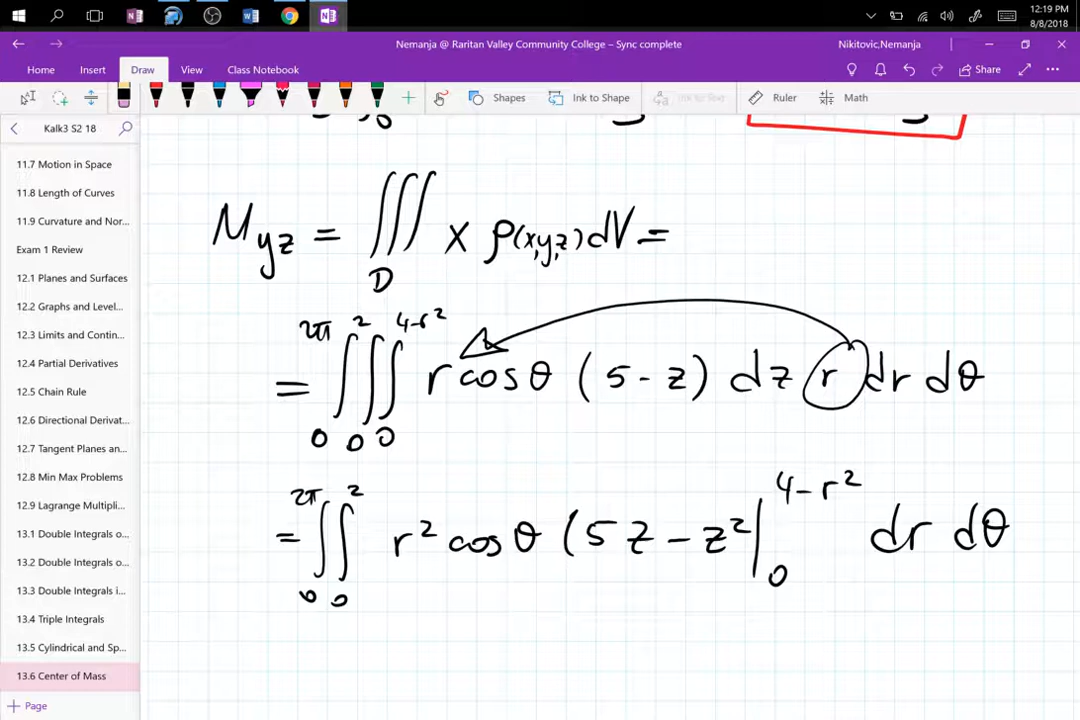 12:19 PM
8/8/2018
Nemanja @ Raritan Valley Community College – Sync complete
Nikitovic,Nemanja
Home Insert Draw View Class Notebook Share
Shapes Ink to Shape Ink to Text Ruler Math
Kalk3 S2 18
11.7 Motion in Space
11.8 Length of Curves
11.9 Curvature and Nor...
Exam 1 Review
12.1 Planes and Surfaces
12.2 Graphs and Level...
12.3 Limits and Contin...
12.4 Partial Derivatives
12.5 Chain Rule
12.6 Directional Derivat...
12.7 Tangent Planes an...
12.8 Min Max Problems
12.9 Lagrange Multipli...
13.1 Double Integrals o...
13.2 Double Integrals o...
13.3 Double Integrals i...
13.4 Triple Integrals
13.5 Cylindrical and Sp...
13.6 Center of Mass
+ Page
M_yz = ∭_D x ρ(x,y,z) dV =
= ∫_0^{2π} ∫_0^2 ∫_0^{4-r²} r cos θ (5 - z) dz r dr dθ
= ∫_0^{2π} ∫_0^2 r² cos θ (5z - z² |_0^{4-r²} dr dθ